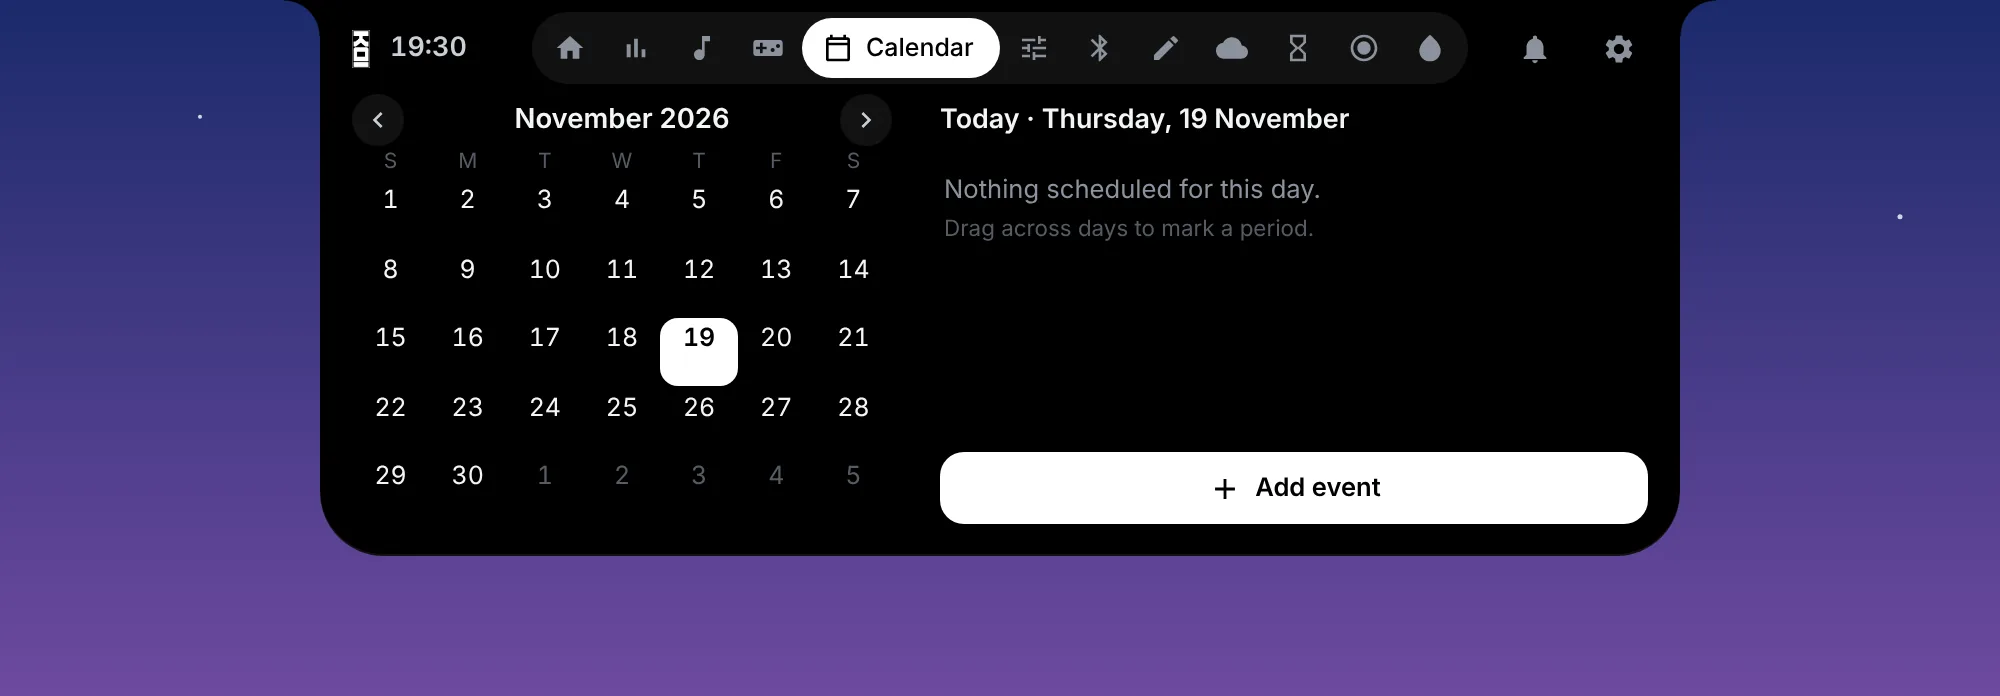 19:30
Calendar
November 2026
S M T W T F S
1 2 3 4 5 6 7
8 9 10 11 12 13 14
15 16 17 18 19 20 21
22 23 24 25 26 27 28
29 30 1 2 3 4 5
Today · Thursday, 19 November
Nothing scheduled for this day.
Drag across days to mark a period.
+ Add event